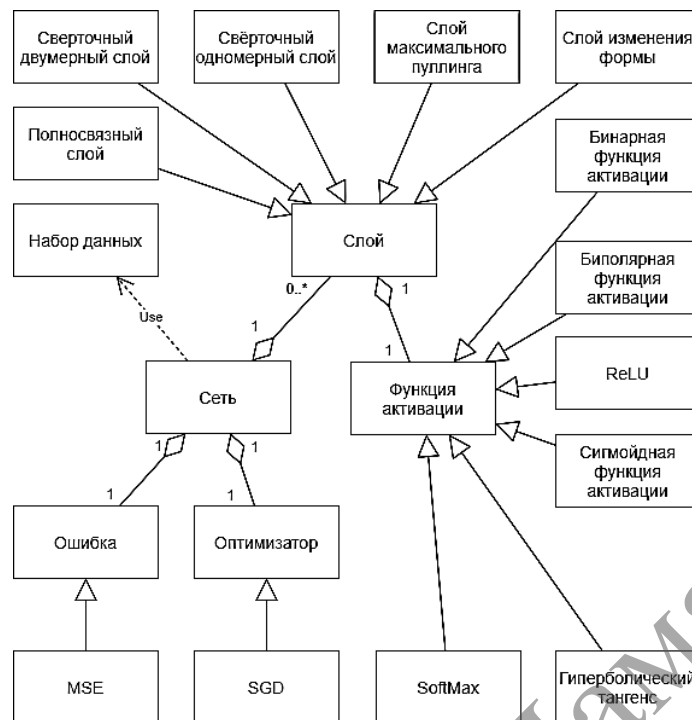 Сверточный
двумерный слой
Свёрточный
одномерный слой
Слой
максимального
пуллинга
Слой изменения
формы
Полносвязный
слой
Бинарная
функция
активации
Набор данных
Слой
Биполярная
функция
активации
0..*
1
Use
1
1
ReLU
Сеть
Функция
активации
Сигмойдная
функция
активации
1
1
1
1
Ошибка
Оптимизатор
MSE
SGD
SoftMax
Гиперболический
тангенс